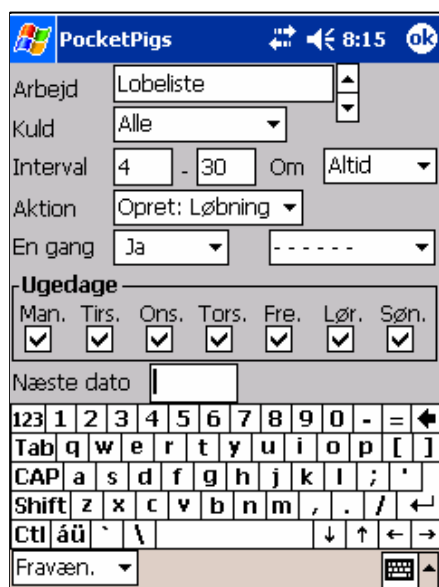 PocketPigs 8:15 ok
Arbejd Lobeliste
Kuld Alle
Interval 4 - 30 Om Altid
Aktion Opret: Løbning
En gang Ja - - - - - -
Ugedage
Man. Tirs. Ons. Tors. Fre. Lør. Søn.
Næste dato
123 1 2 3 4 5 6 7 8 9 0 - =
Tab q w e r t y u i o p [ ]
CAP a s d f g h j k l ; '
Shift z x c v b n m , . /
Ctl áü ` \
Fravæn.